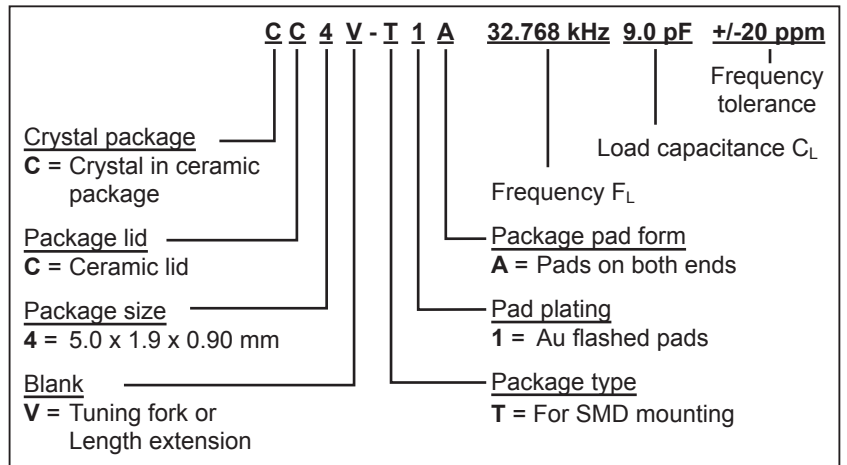 C C 4 V - T 1 A 32.768 kHz 9.0 pF +/-20 ppm
Frequency
tolerance
Load capacitance CL
Frequency FL
Crystal package
C = Crystal in ceramic
package
Package lid
C = Ceramic lid
Package size
4 = 5.0 x 1.9 x 0.90 mm
Blank
V = Tuning fork or
Length extension
Package pad form
A = Pads on both ends
Pad plating
1 = Au flashed pads
Package type
T = For SMD mounting